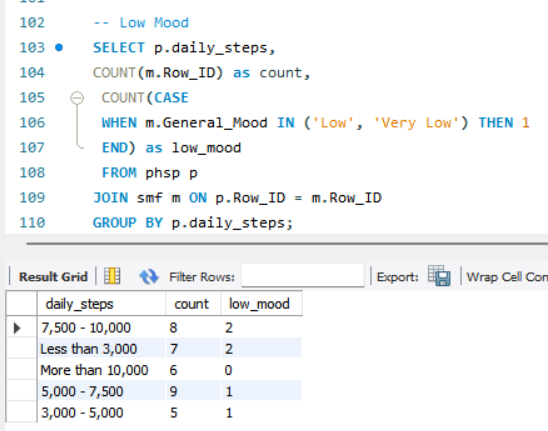 102 -- Low Mood
103 SELECT p.daily_steps,
104 COUNT(m.Row_ID) as count,
105 COUNT(CASE
106 WHEN m.General_Mood IN ('Low', 'Very Low') THEN 1
107 END) as low_mood
108 FROM phsp p
109 JOIN smf m ON p.Row_ID = m.Row_ID
110 GROUP BY p.daily_steps;
Result Grid Filter Rows: Export: Wrap Cell Con
daily_steps count low_mood
7,500 - 10,000 8 2
Less than 3,000 7 2
More than 10,000 6 0
5,000 - 7,500 9 1
3,000 - 5,000 5 1